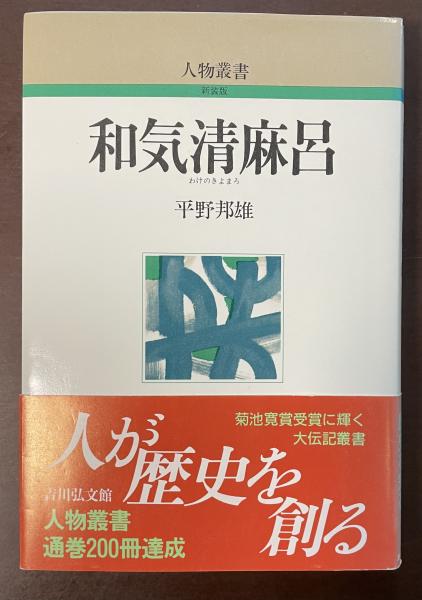 人物叢書
新装版
和気清麻呂
わけのきよまろ
平野邦雄
菊池寛賞受賞に輝く
大伝記叢書
人が歴史を創る
吉川弘文館
人物叢書
通巻200冊達成